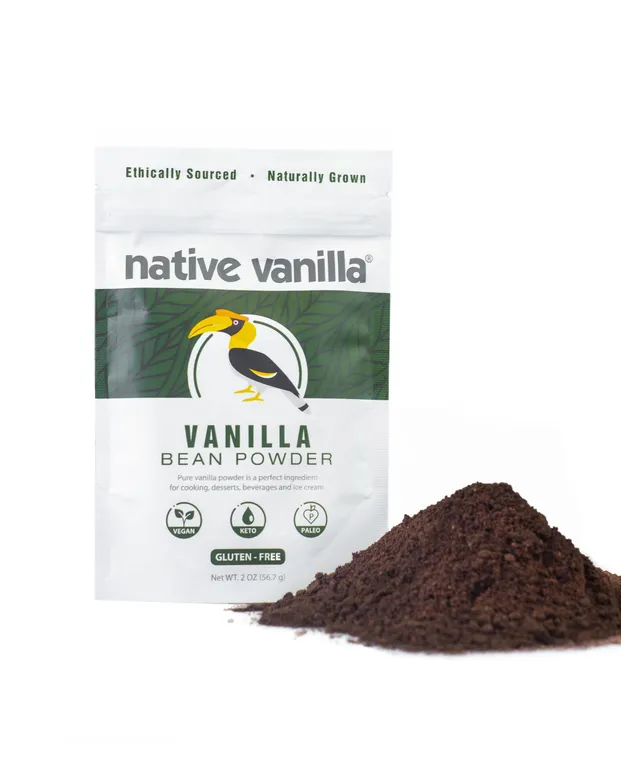 Ethically Sourced • Naturally Grown
native vanilla®
VANILLA
BEAN POWDER
Pure vanilla powder is a perfect ingredient
for cooking, desserts, beverages and ice cream.
VEGAN
KETO
P
PALEO
GLUTEN - FREE
Net WT. 2 OZ (56.7 g)